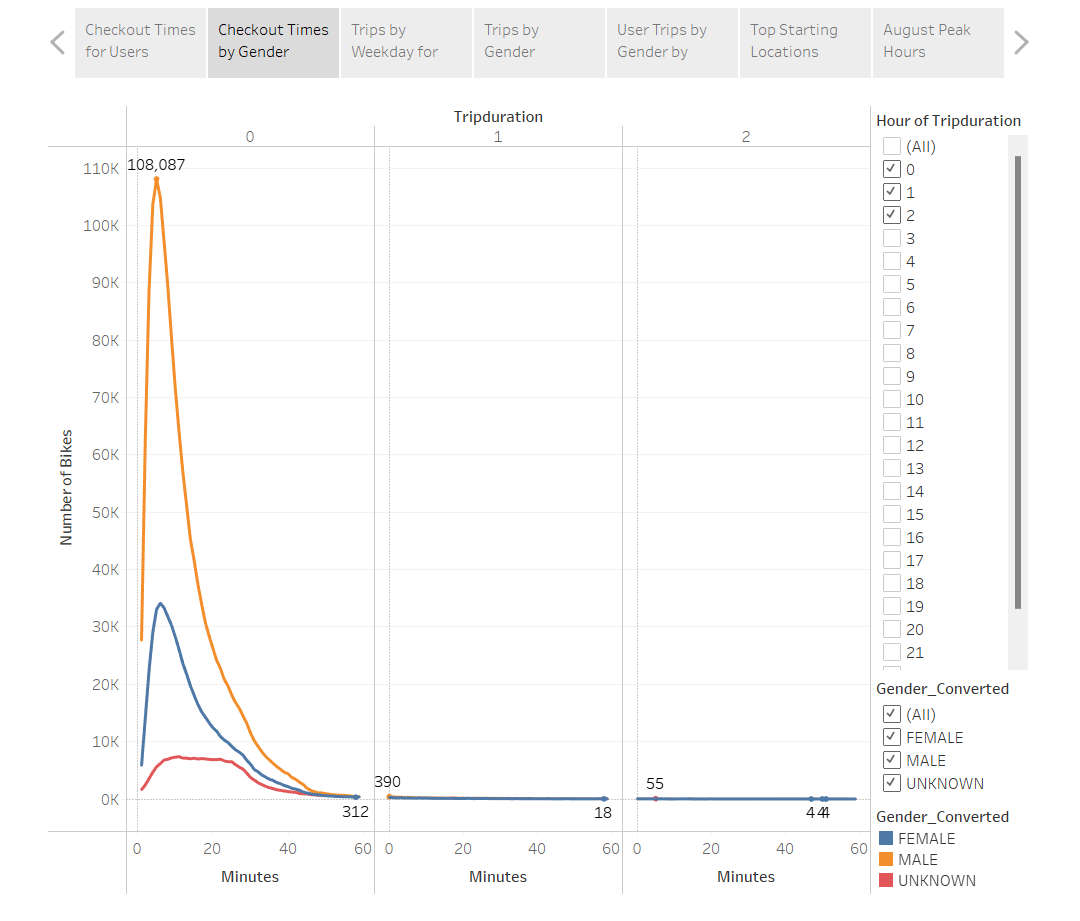 Checkout Times for Users
Checkout Times by Gender
Trips by Weekday for
Trips by Gender
User Trips by Gender by
Top Starting Locations
August Peak Hours
Tripduration
0 1 2
Number of Bikes
110K
100K
90K
80K
70K
60K
50K
40K
30K
20K
10K
0K
108,087
312
390
18
55
4 4 4
0 20 40 60 0 20 40 60 0 20 40 60
Minutes Minutes Minutes
Hour of Tripduration
(All)
0
1
2
3
4
5
6
7
8
9
10
11
12
13
14
15
16
17
18
19
20
21
Gender_Converted
(All)
FEMALE
MALE
UNKNOWN
Gender_Converted
FEMALE
MALE
UNKNOWN